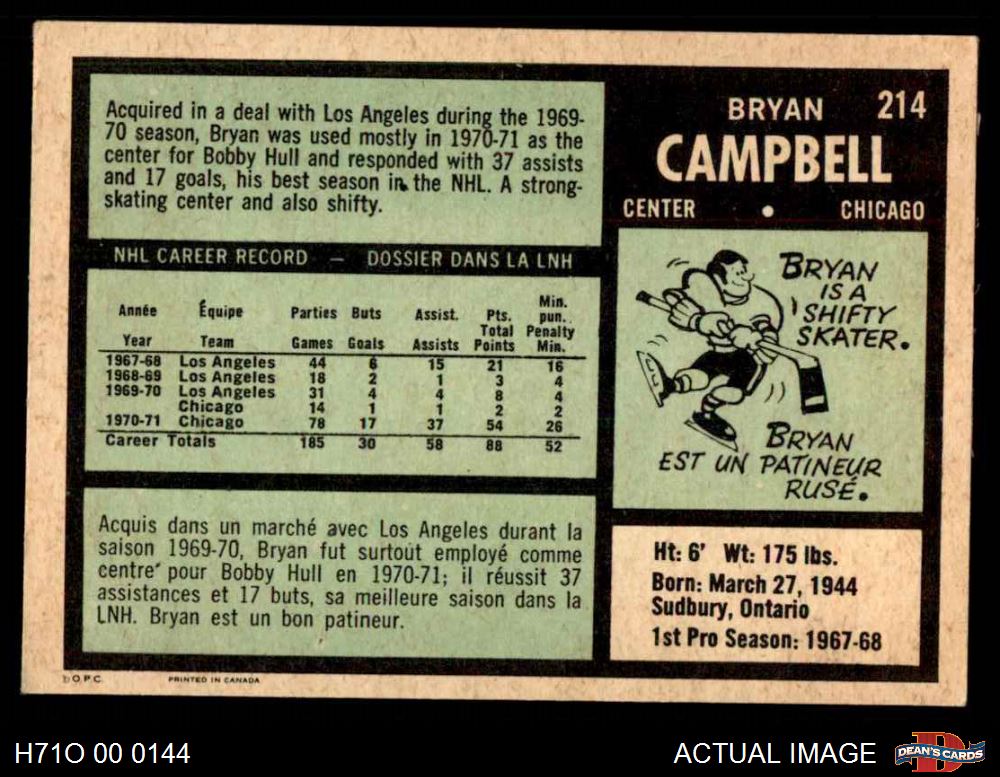 Acquired in a deal with Los Angeles during the 1969-
70 season, Bryan was used mostly in 1970-71 as the
center for Bobby Hull and responded with 37 assists
and 17 goals, his best season in the NHL. A strong-
skating center and also shifty.
NHL CAREER RECORD — DOSSIER DANS LA LNH
Année Équipe Parties Buts Assist. Pts. Min. pun.
Year Team Games Goals Assists Total Points Penalty Min.
1967-68 Los Angeles 44 6 15 21 16
1968-69 Los Angeles 18 2 1 3 4
1969-70 Los Angeles 31 4 4 8 4
Chicago 14 1 1 2 2
1970-71 Chicago 78 17 37 54 26
Career Totals 185 30 58 88 52
Acquis dans un marché avec Los Angeles durant la
saison 1969-70, Bryan fut surtout employé comme
centre pour Bobby Hull en 1970-71; il réussit 37
assistances et 17 buts, sa meilleure saison dans la
LNH. Bryan est un bon patineur.
BRYAN 214
CAMPBELL
CENTER • CHICAGO
BRYAN
IS A
SHIFTY
SKATER.
BRYAN
EST UN PATINEUR
RUSÉ.
Ht: 6' Wt: 175 lbs.
Born: March 27, 1944
Sudbury, Ontario
1st Pro Season: 1967-68
O.P.C. PRINTED IN CANADA
H71O 00 0144
ACTUAL IMAGE
D
DEAN'S CARDS